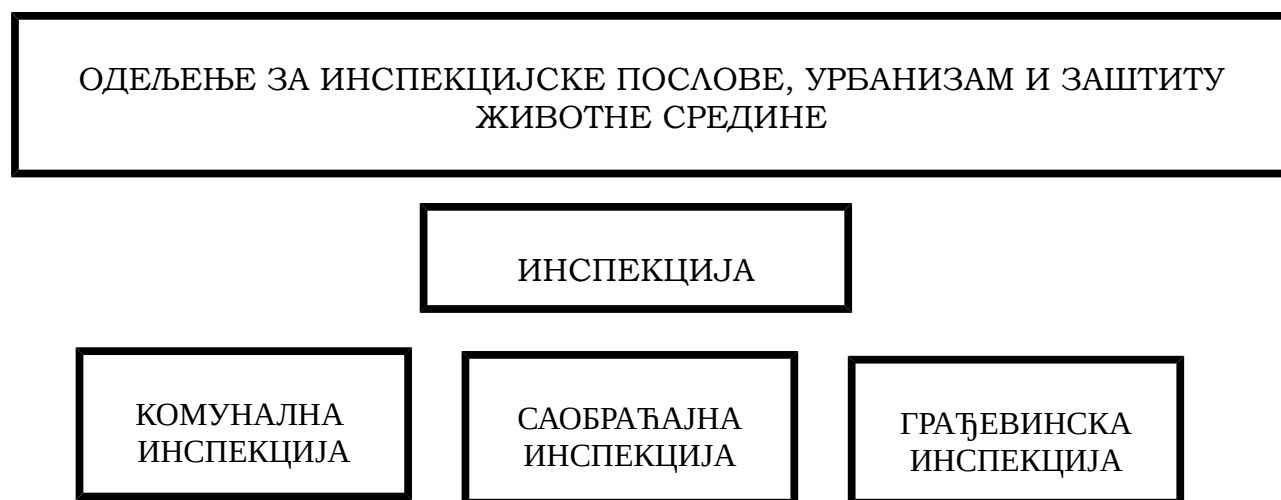 ОДЕЉЕЊЕ ЗА ИНСПЕКЦИЈСКЕ ПОСЛОВЕ, УРБАНИЗАМ И ЗАШТИТУ
ЖИВОТНЕ СРЕДИНЕ
ИНСПЕКЦИЈА
КОМУНАЛНА
ИНСПЕКЦИЈА
САОБРАЋАЈНА
ИНСПЕКЦИЈА
ГРАЂЕВИНСКА
ИНСПЕКЦИЈА